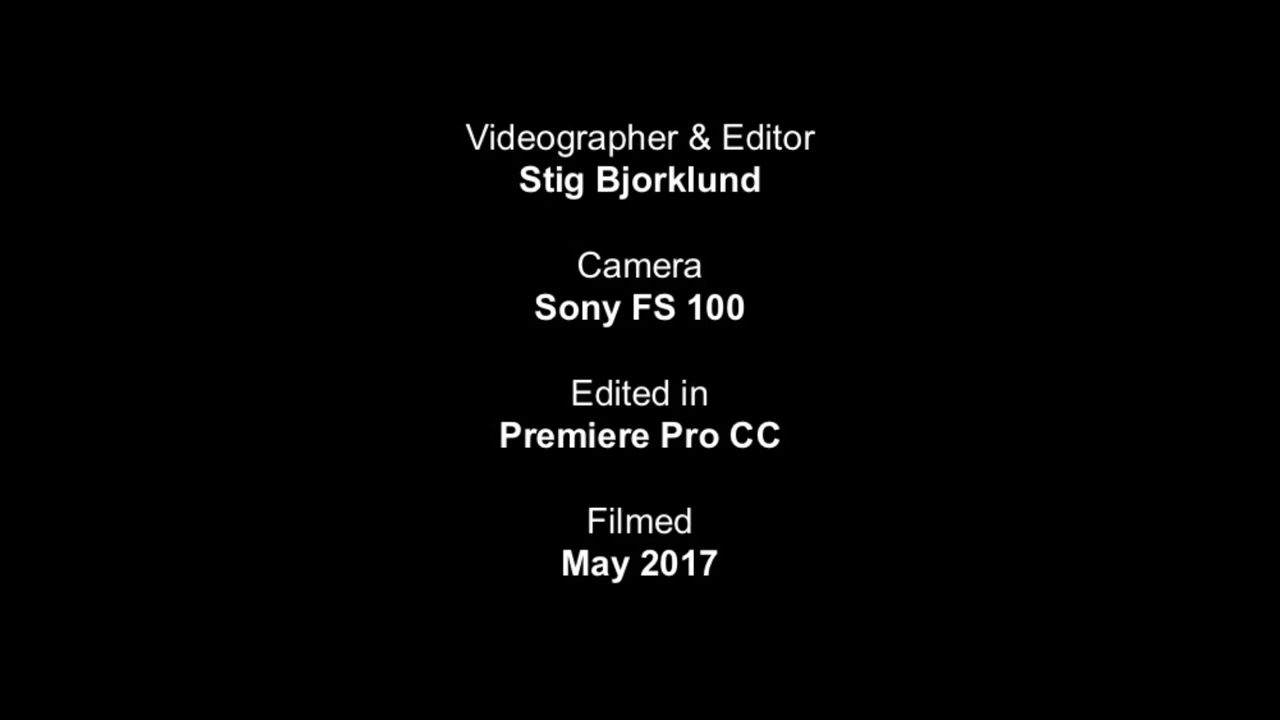 Videographer & Editor
Stig Bjorklund
Camera
Sony FS 100
Edited in
Premiere Pro CC
Filmed
May 2017